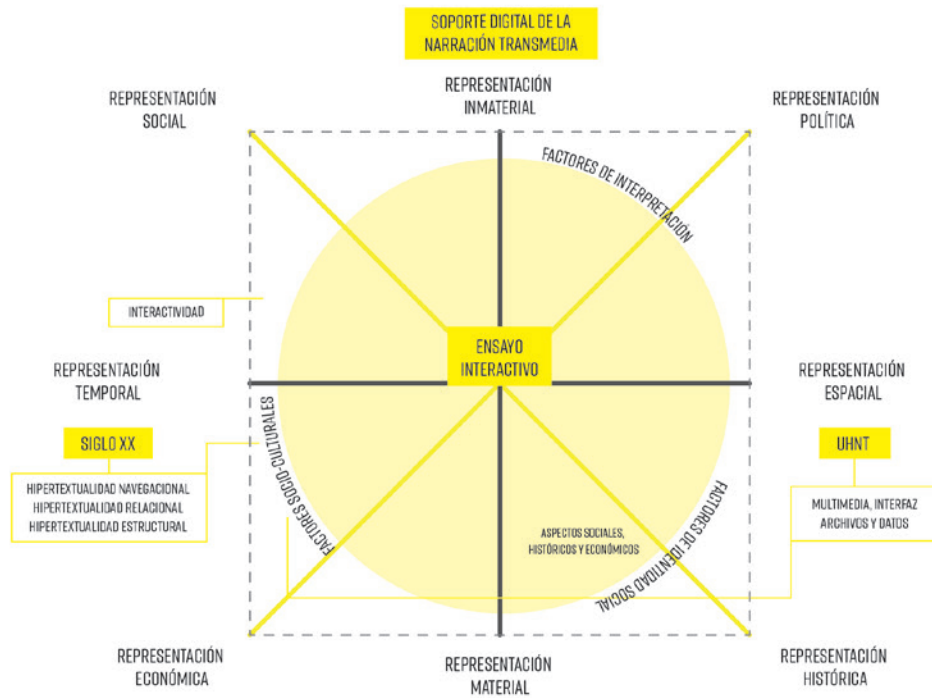 SOPORTE DIGITAL DE LA
NARRACIÓN TRANSMEDIA
REPRESENTACIÓN
SOCIAL
REPRESENTACIÓN
INMATERIAL
REPRESENTACIÓN
POLÍTICA
FACTORES DE INTERPRETACIÓN
INTERACTIVIDAD
ENSAYO
INTERACTIVO
REPRESENTACIÓN
TEMPORAL
REPRESENTACIÓN
ESPACIAL
SIGLO XX
UHNT
HIPERTEXTUALIDAD NAVEGACIONAL
HIPERTEXTUALIDAD RELACIONAL
HIPERTEXTUALIDAD ESTRUCTURAL
FACTORES SOCIO-CULTURALES
ASPECTOS SOCIALES,
HISTÓRICOS Y ECONÓMICOS
FACTORES DE IDENTIDAD SOCIAL
MULTIMEDIA, INTERFAZ
ARCHIVOS Y DATOS
REPRESENTACIÓN
ECONÓMICA
REPRESENTACIÓN
MATERIAL
REPRESENTACIÓN
HISTÓRICA